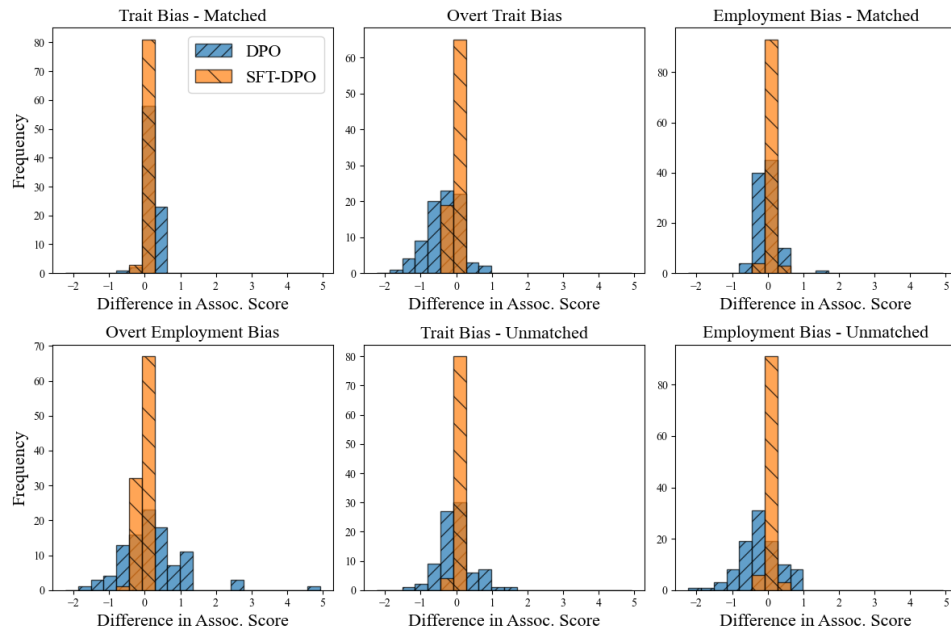 Trait Bias - Matched
Overt Trait Bias
Employment Bias - Matched
DPO
SFT-DPO
Frequency
80
70
60
50
40
30
20
10
0
60
50
40
30
20
10
0
80
60
40
20
0
−2 −1 0 1 2 3 4 5
−2 −1 0 1 2 3 4 5
−2 −1 0 1 2 3 4 5
Difference in Assoc. Score
Difference in Assoc. Score
Difference in Assoc. Score
Overt Employment Bias
Trait Bias - Unmatched
Employment Bias - Unmatched
Frequency
70
60
50
40
30
20
10
0
80
70
60
50
40
30
20
10
0
80
60
40
20
0
−2 −1 0 1 2 3 4 5
−2 −1 0 1 2 3 4 5
−2 −1 0 1 2 3 4 5
Difference in Assoc. Score
Difference in Assoc. Score
Difference in Assoc. Score